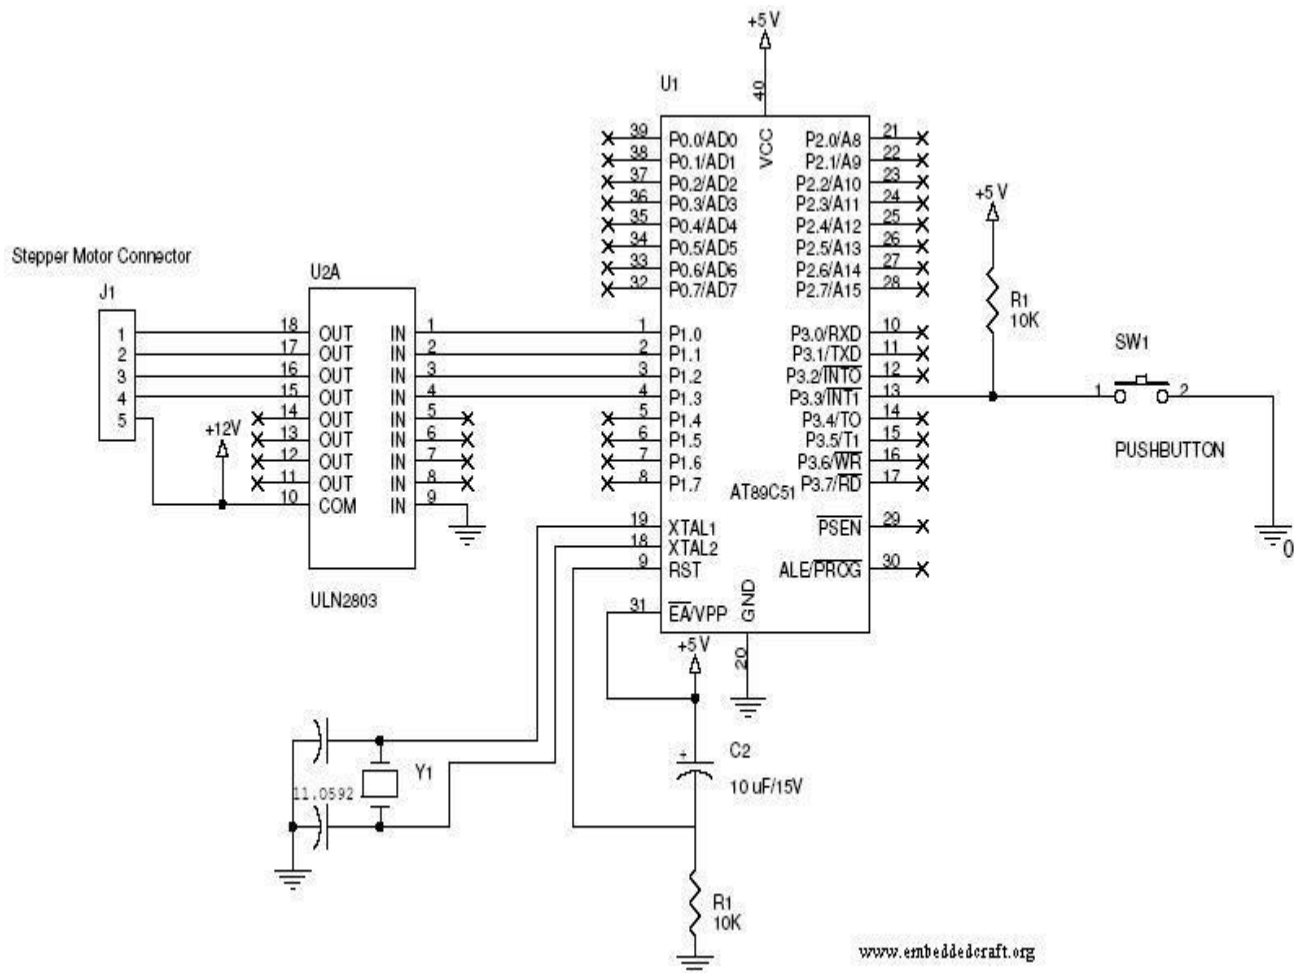 +5V
U1
40
VCC
39 P0.0/AD0 P2.0/A8 21
38 P0.1/AD1 P2.1/A9 22
37 P0.2/AD2 P2.2/A10 23
36 P0.3/AD3 P2.3/A11 24
35 P0.4/AD4 P2.4/A12 25
34 P0.5/AD5 P2.5/A13 26
33 P0.6/AD6 P2.6/A14 27
32 P0.7/AD7 P2.7/A15 28
+5V
R1
10K
Stepper Motor Connector
J1
U2A
1 18 OUT IN 1 1 P1.0 P3.0/RXD 10
2 17 OUT IN 2 2 P1.1 P3.1/TXD 11
3 16 OUT IN 3 3 P1.2 P3.2/INT0 12
4 15 OUT IN 4 4 P1.3 P3.3/INT1 13
5 14 OUT IN 5 5 P1.4 P3.4/TO 14
13 OUT IN 6 6 P1.5 P3.5/T1 15
12 OUT IN 7 7 P1.6 P3.6/WR 16
11 OUT IN 8 8 P1.7 P3.7/RD 17
10 COM IN 9
+12V
SW1
1 2
PUSHBUTTON
AT89C51
19 XTAL1 PSEN 29
18 XTAL2
9 RST ALE/PROG 30
31 EA/VPP
GND
20
0
ULN2803
+5V
C2
+
10 uF/15V
Y1
11.0592
R1
10K
www.embeddedcraft.org